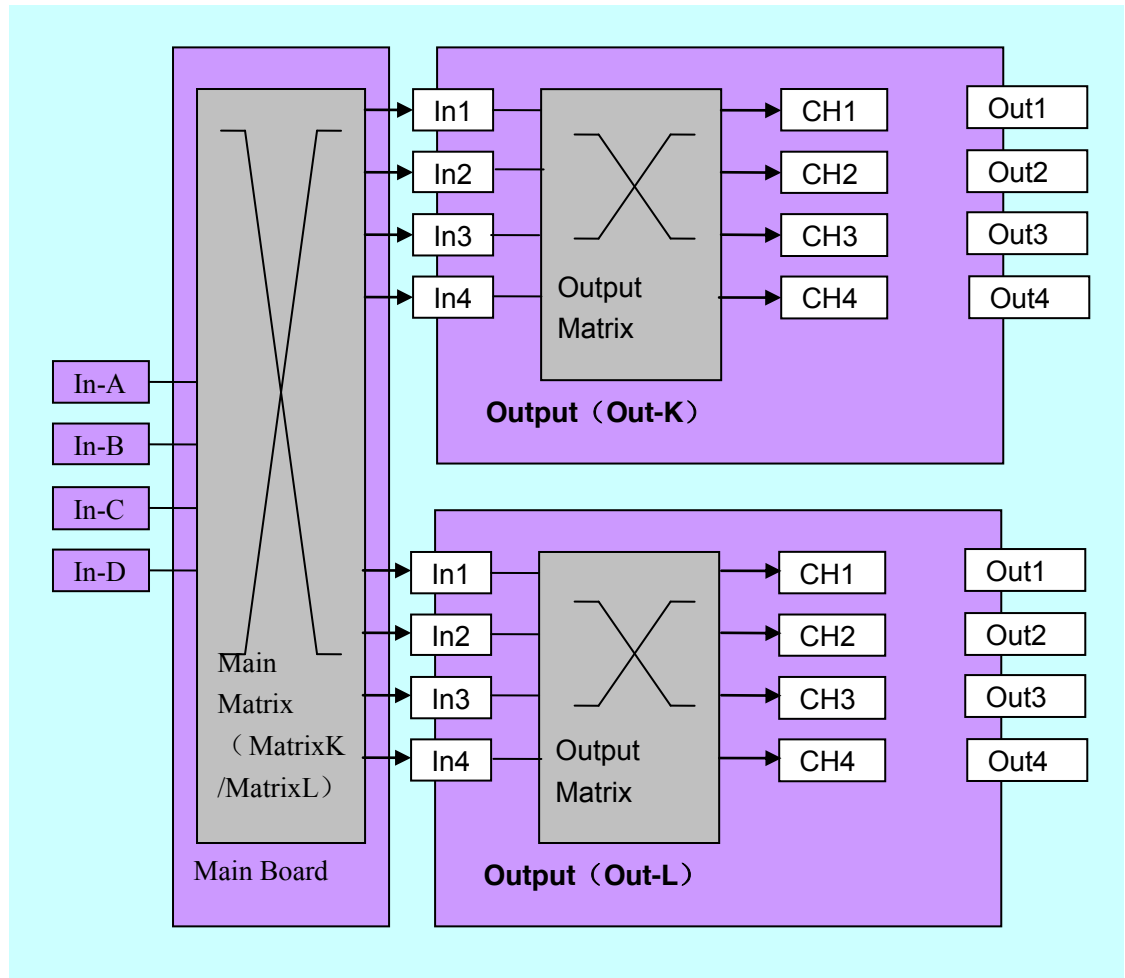 In1
CH1
Out1
In2
CH2
Out2
In3
CH3
Out3
In4
CH4
Out4
Output
Matrix
Output（Out-K）
In-A
In-B
In-C
In-D
In1
CH1
Out1
In2
CH2
Out2
In3
CH3
Out3
In4
CH4
Out4
Output
Matrix
Output（Out-L）
Main
Matrix
（MatrixK
/MatrixL）
Main Board